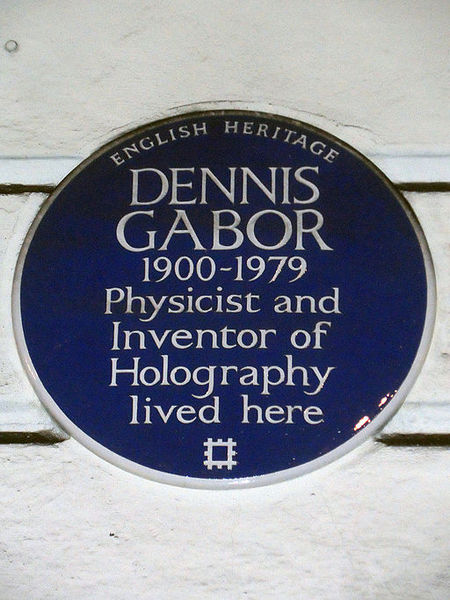 ENGLISH HERITAGE
DENNIS
GABOR
1900-1979
Physicist and
Inventor of
Holography
lived here